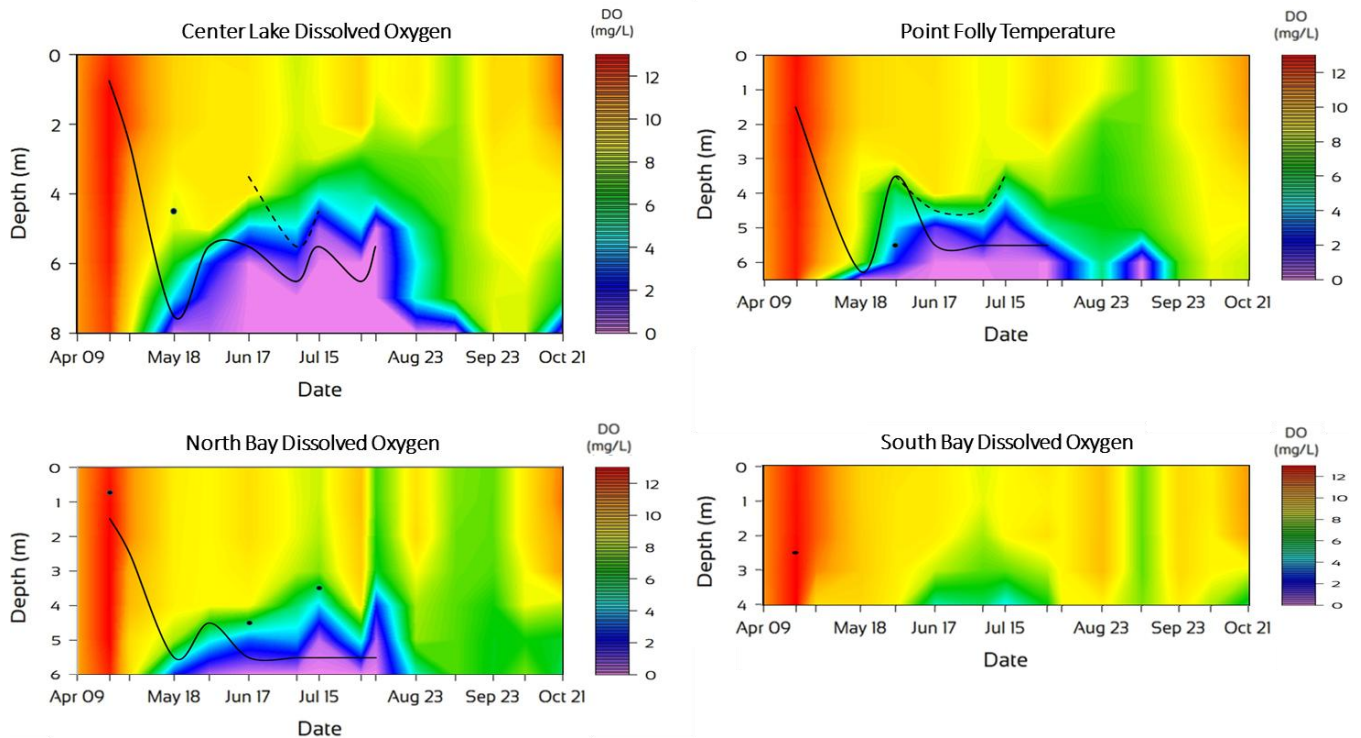 Center Lake Dissolved Oxygen
DO
(mg/L)
Depth (m)
0
2
4
6
8
Apr 09 May 18 Jun 17 Jul 15 Aug 23 Sep 23 Oct 21
Date
12
10
8
6
4
2
0
Point Folly Temperature
DO
(mg/L)
Depth (m)
0
1
2
3
4
5
6
Apr 09 May 18 Jun 17 Jul 15 Aug 23 Sep 23 Oct 21
Date
12
10
8
6
4
2
0
North Bay Dissolved Oxygen
DO
(mg/L)
Depth (m)
0
1
2
3
4
5
6
Apr 09 May 18 Jun 17 Jul 15 Aug 23 Sep 23 Oct 21
Date
12
10
8
6
4
2
0
South Bay Dissolved Oxygen
DO
(mg/L)
Depth (m)
0
1
2
3
4
Apr 09 May 18 Jun 17 Jul 15 Aug 23 Sep 23 Oct 21
Date
12
10
8
6
4
2
0